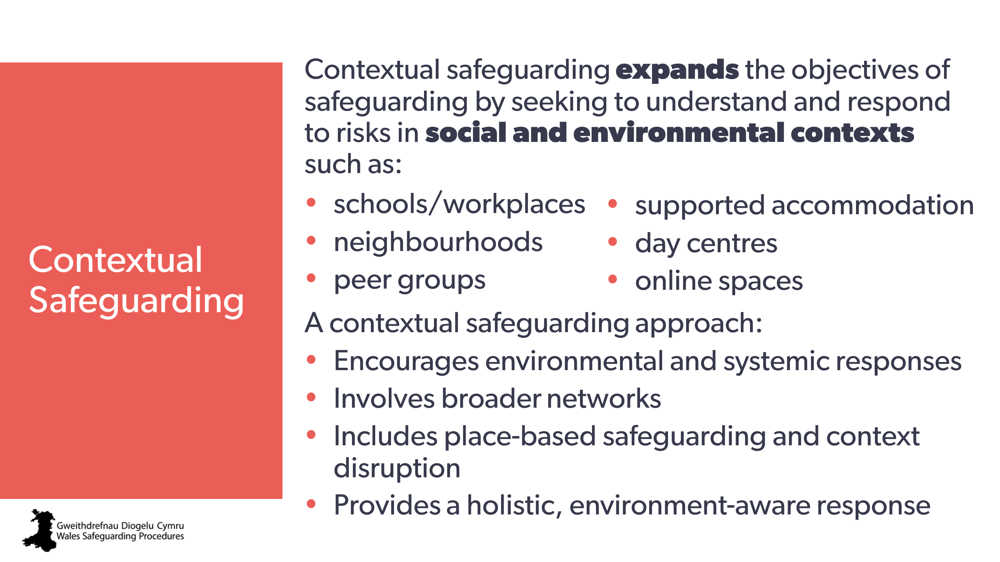 Contextual
Safeguarding
Contextual safeguarding expands the objectives of
safeguarding by seeking to understand and respond
to risks in social and environmental contexts
such as:
• schools/workplaces
• neighbourhoods
• peer groups
• supported accommodation
• day centres
• online spaces
A contextual safeguarding approach:
• Encourages environmental and systemic responses
• Involves broader networks
• Includes place-based safeguarding and context
disruption
• Provides a holistic, environment-aware response
Gweithdrefnau Diogelu Cymru
Wales Safeguarding Procedures